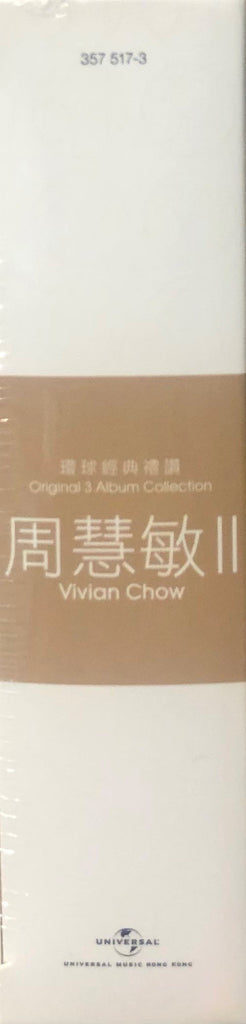 357 517-3
環球經典禮讚
Original 3 Album Collection
周慧敏 II
Vivian Chow
UNIVERSAL
UNIVERSAL MUSIC HONG KONG